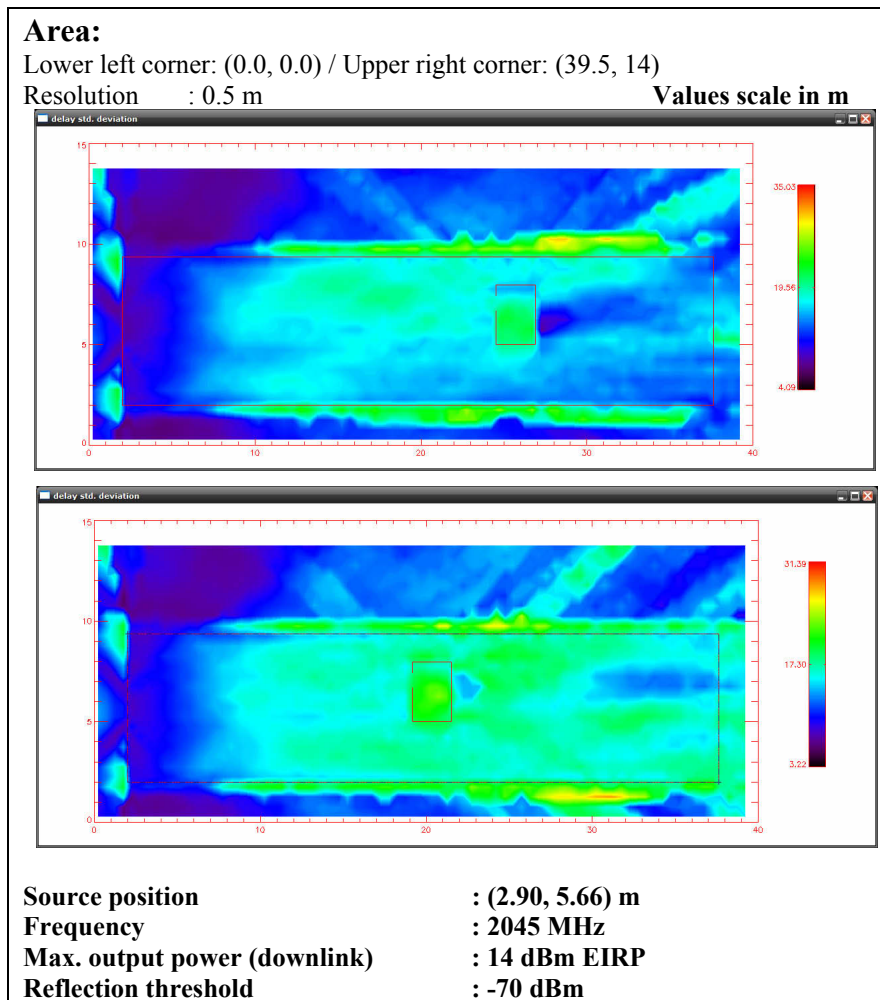 Area:
Lower left corner: (0.0, 0.0) / Upper right corner: (39.5, 14)
Resolution : 0.5 m Values scale in m
delay std. deviation
15
10
5
0
0 10 20 30 40
35.03
19.56
4.09
delay std. deviation
15
10
5
0
0 10 20 30 40
31.39
17.30
3.22
Source position : (2.90, 5.66) m
Frequency : 2045 MHz
Max. output power (downlink) : 14 dBm EIRP
Reflection threshold : -70 dBm